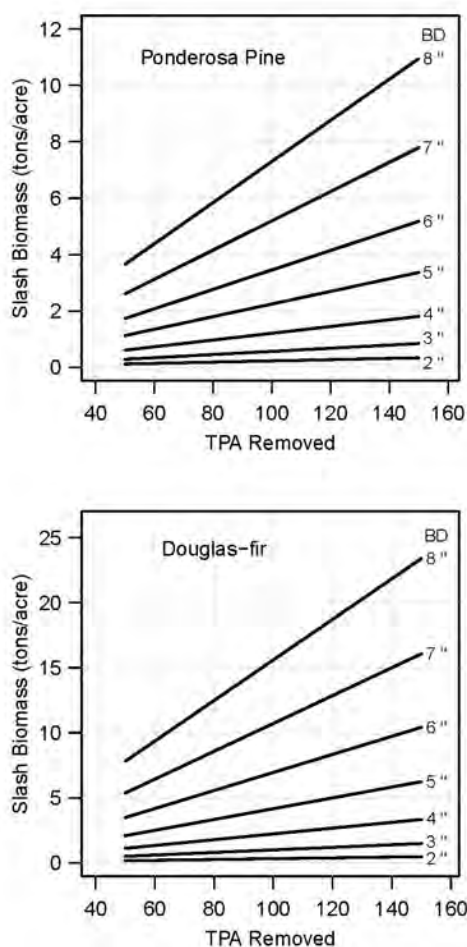 12
10
8
6
4
2
0
Slash Biomass (tons/acre)
Ponderosa Pine
BD
8 "
7 "
6 "
5 "
4 "
3 "
2 "
40 60 80 100 120 140 160
TPA Removed
25
20
15
10
5
0
Slash Biomass (tons/acre)
Douglas-fir
BD
8 "
7 "
6 "
5 "
4 "
3 "
2 "
40 60 80 100 120 140 160
TPA Removed